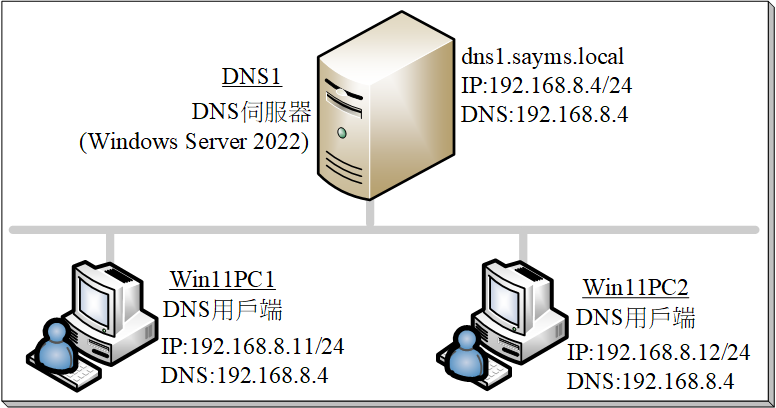 DNS1
DNS伺服器
(Windows Server 2022)
dns1.sayms.local
IP:192.168.8.4/24
DNS:192.168.8.4
Win11PC1
DNS用戶端
IP:192.168.8.11/24
DNS:192.168.8.4
Win11PC2
DNS用戶端
IP:192.168.8.12/24
DNS:192.168.8.4